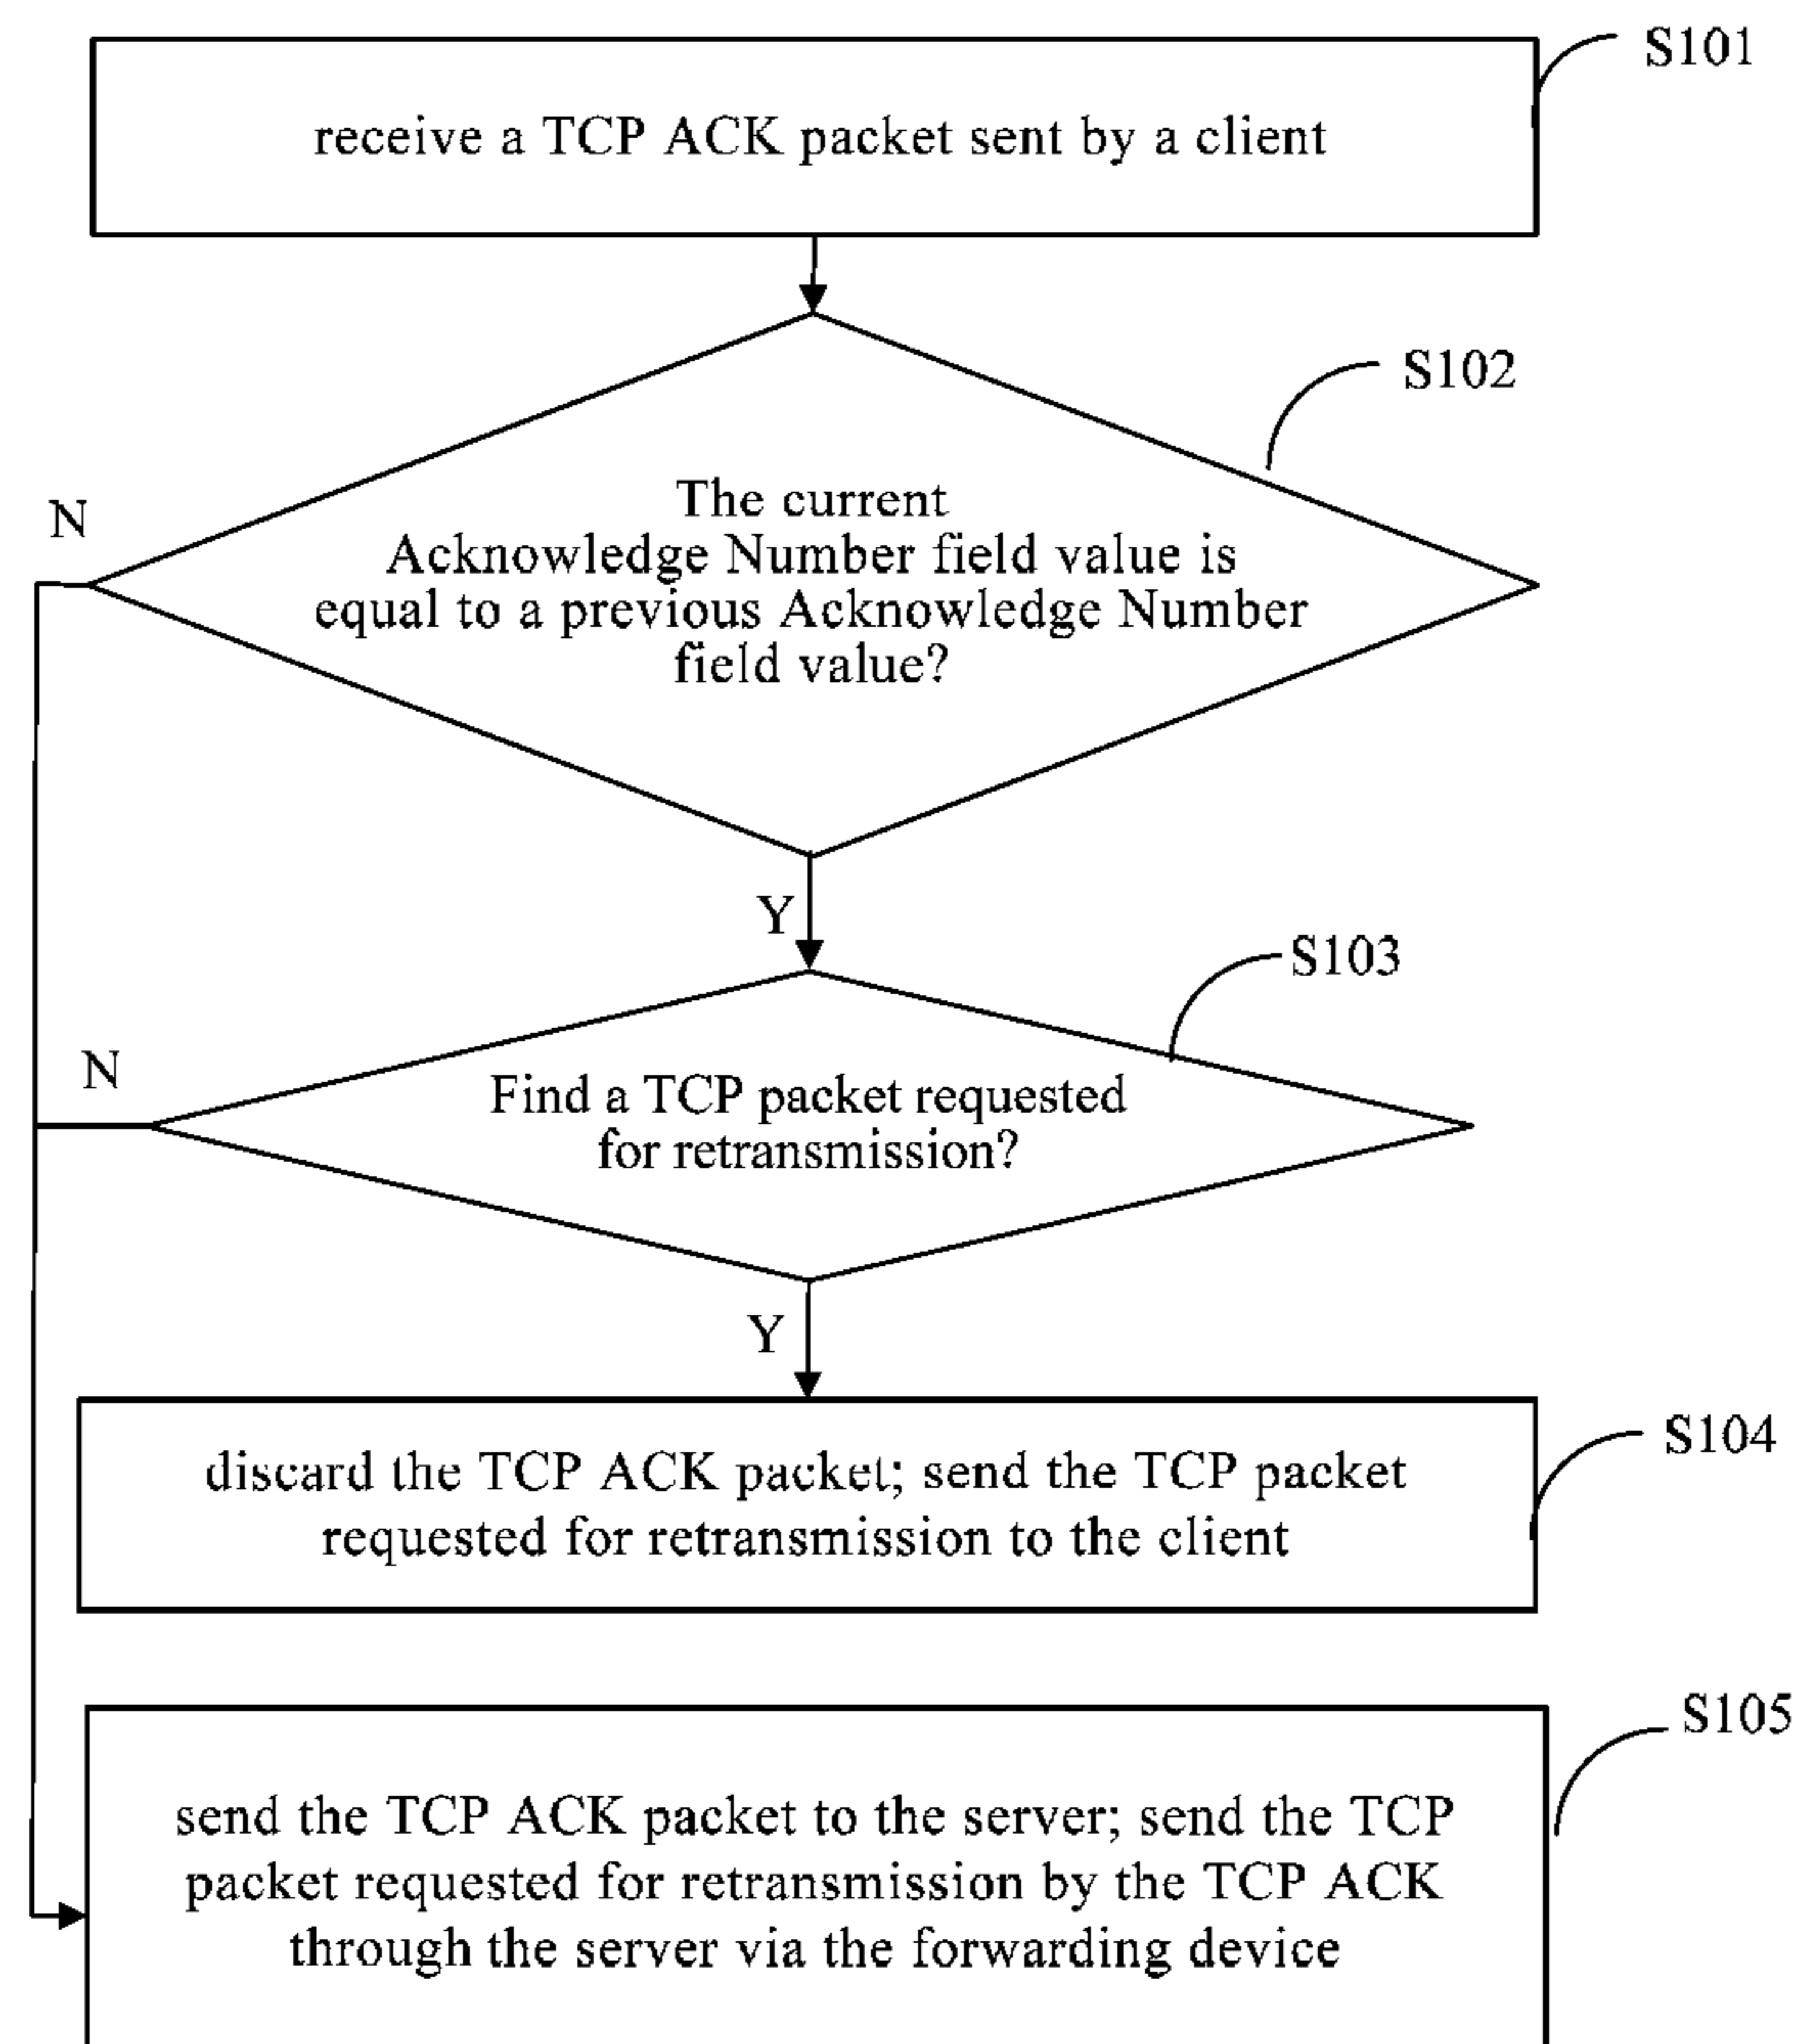 S101
receive a TCP ACK packet sent by a client
S102
N
The current
Acknowledge Number field value is
equal to a previous Acknowledge Number
field value?
Y
S103
N
Find a TCP packet requested
for retransmission?
Y
S104
discard the TCP ACK packet; send the TCP packet
requested for retransmission to the client
S105
send the TCP ACK packet to the server; send the TCP
packet requested for retransmission by the TCP ACK
through the server via the forwarding device